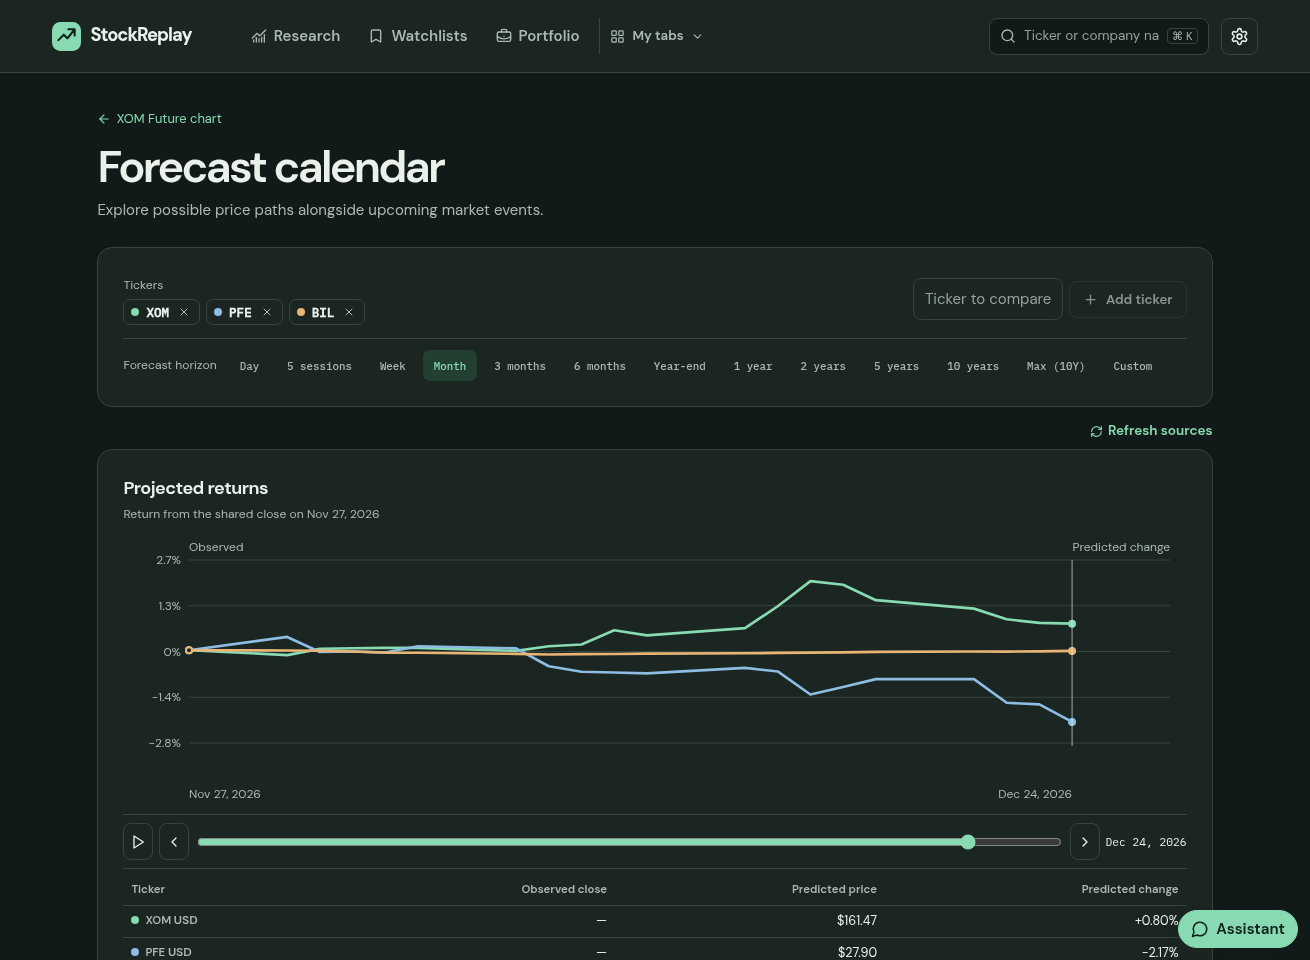 StockReplay
Research
Watchlists
Portfolio
My tabs
Ticker or company na
⌘ K
XOM Future chart
Forecast calendar
Explore possible price paths alongside upcoming market events.
Tickers
XOM
PFE
BIL
Ticker to compare
Add ticker
Forecast horizon
Day
5 sessions
Week
Month
3 months
6 months
Year-end
1 year
2 years
5 years
10 years
Max (10Y)
Custom
Refresh sources
Projected returns
Return from the shared close on Nov 27, 2026
Observed
Predicted change
2.7%
1.3%
0%
−1.4%
−2.8%
Nov 27, 2026
Dec 24, 2026
Dec 24, 2026
Ticker
Observed close
Predicted price
Predicted change
XOM USD
—
$161.47
+0.80%
PFE USD
—
$27.90
−2.17%
Assistant